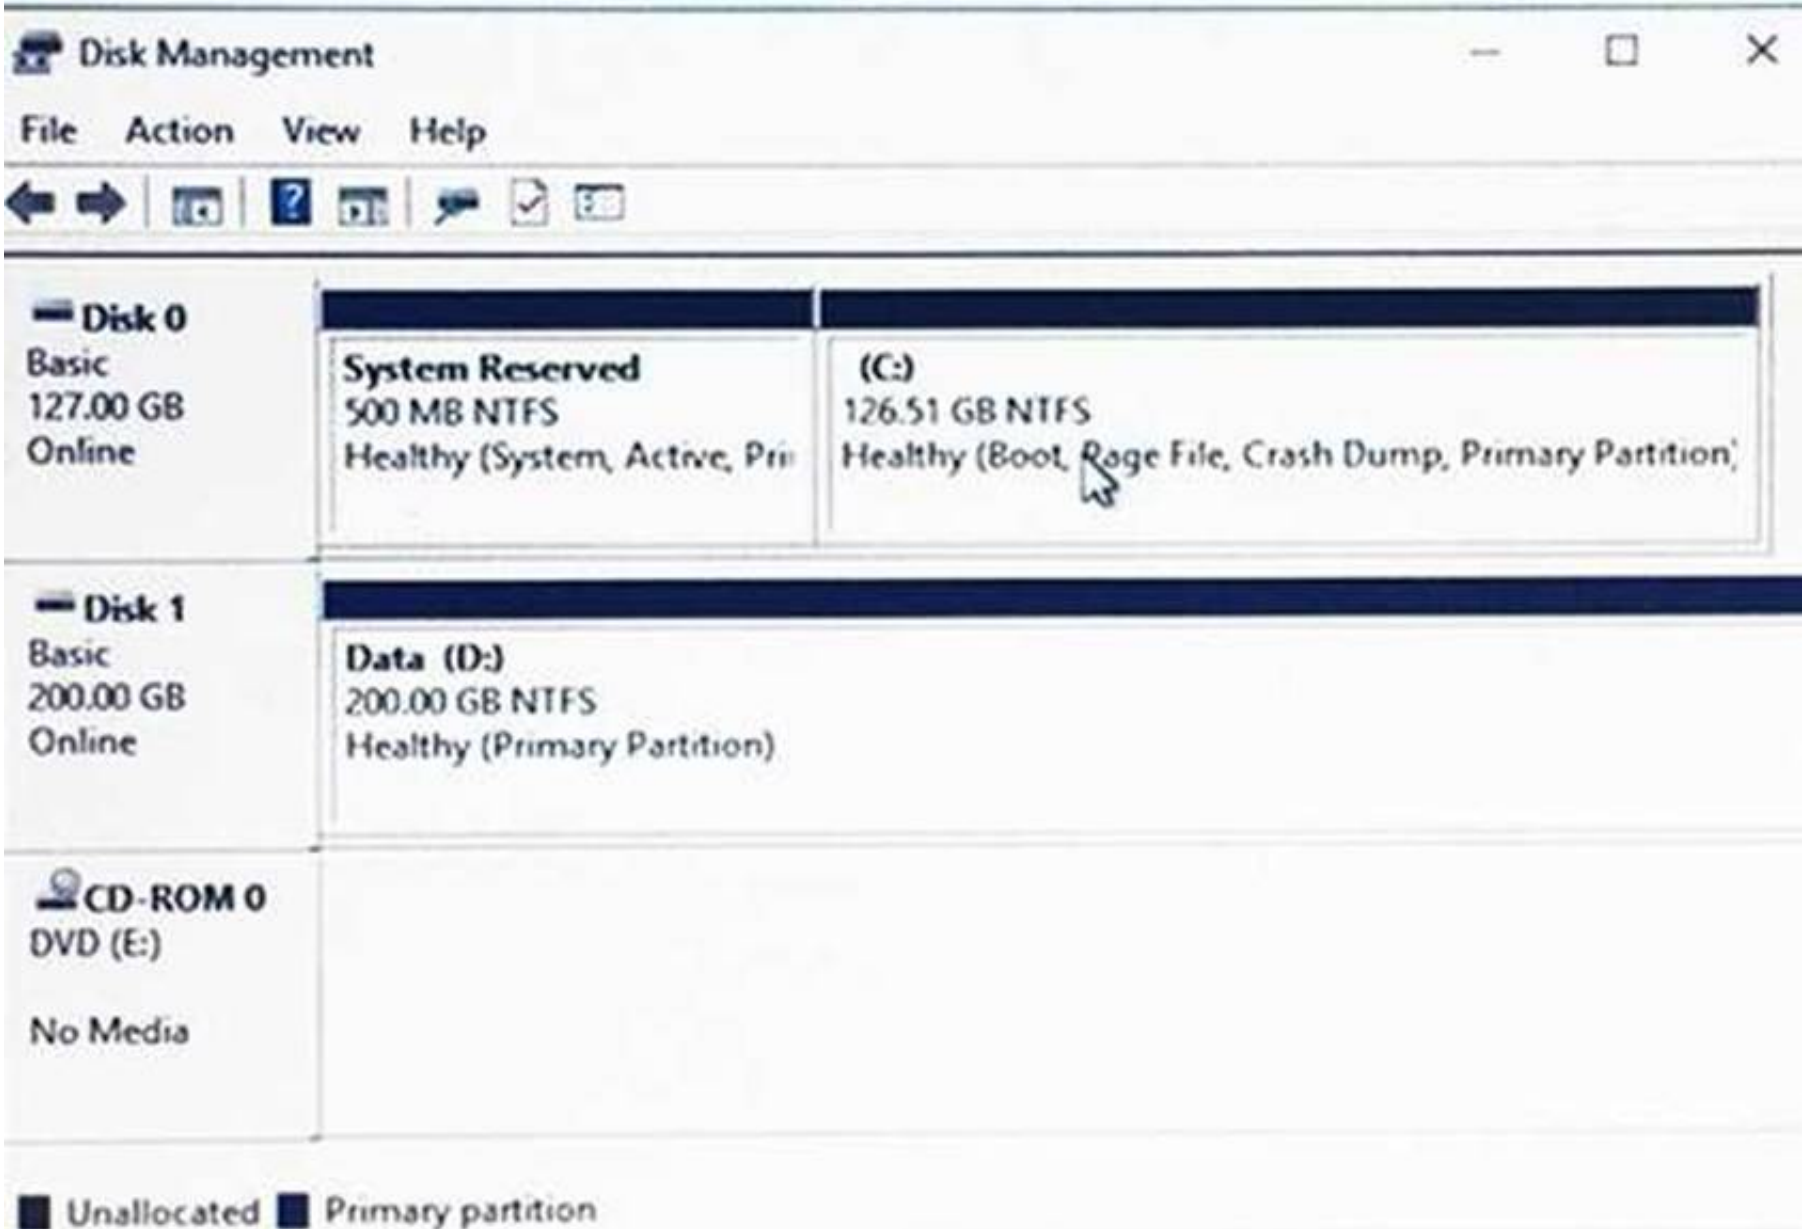 Disk Management
File Action View Help
Disk 0
Basic
127.00 GB
Online
System Reserved
500 MB NTFS
Healthy (System, Active, Pri
(C:)
126.51 GB NTFS
Healthy (Boot, Page File, Crash Dump, Primary Partition)
Disk 1
Basic
200.00 GB
Online
Data (D:)
200.00 GB NTFS
Healthy (Primary Partition)
CD-ROM 0
DVD (E:)
No Media
Unallocated Primary partition